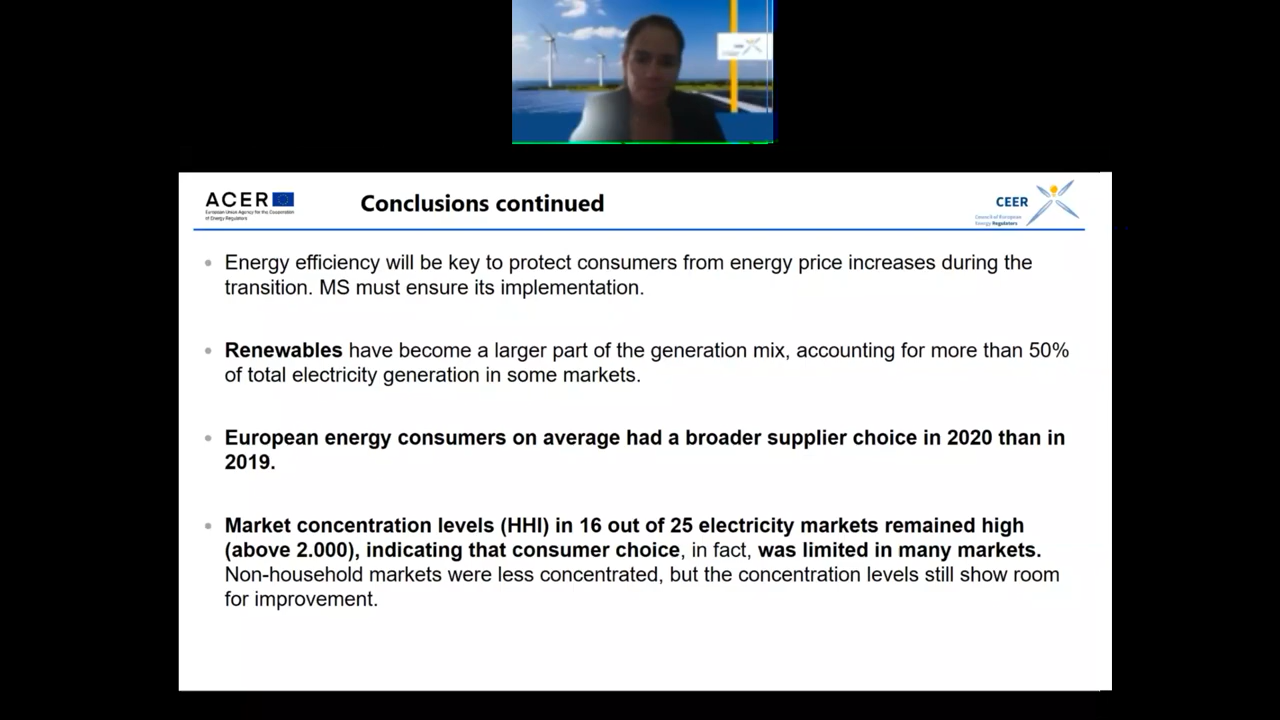 CEER
ACER
European Union Agency for the Cooperation
of Energy Regulators
Conclusions continued
CEER
Council of European
Energy Regulators
Energy efficiency will be key to protect consumers from energy price increases during the
transition. MS must ensure its implementation.
Renewables have become a larger part of the generation mix, accounting for more than 50%
of total electricity generation in some markets.
European energy consumers on average had a broader supplier choice in 2020 than in
2019.
Market concentration levels (HHI) in 16 out of 25 electricity markets remained high
(above 2.000), indicating that consumer choice, in fact, was limited in many markets.
Non-household markets were less concentrated, but the concentration levels still show room
for improvement.